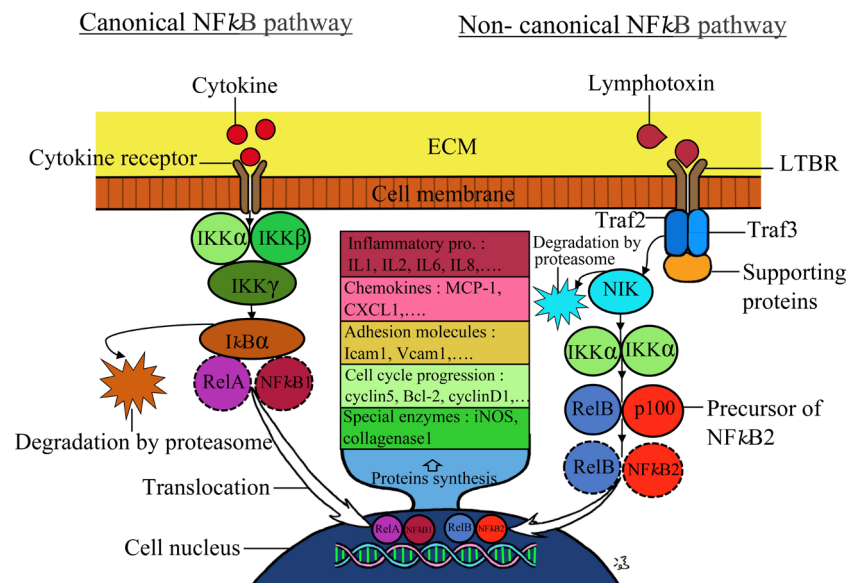 Canonical NFkB pathway
Non- canonical NFkB pathway
Cytokine
Lymphotoxin
ECM
Cytokine receptor
LTBR
Cell membrane
Traf2
Traf3
IKKα
IKKβ
Inflammatory pro. :
IL1, IL2, IL6, IL8,....
Degradation by
proteasome
Supporting
proteins
IKKγ
Chemokines : MCP-1,
CXCL1,....
NIK
IkBα
Adhesion molecules :
Icam1, Vcam1,....
IKKα
IKKα
RelA
NFkB1
Cell cycle progression :
cyclin5, Bcl-2, cyclinD1,...
RelB
p100
Precursor of
NFkB2
Special enzymes : iNOS,
collagenase1
Degradation by proteasome
RelB
NFkB2
Proteins synthesis
Translocation
RelA
NFkB1
RelB
NFkB2
Cell nucleus